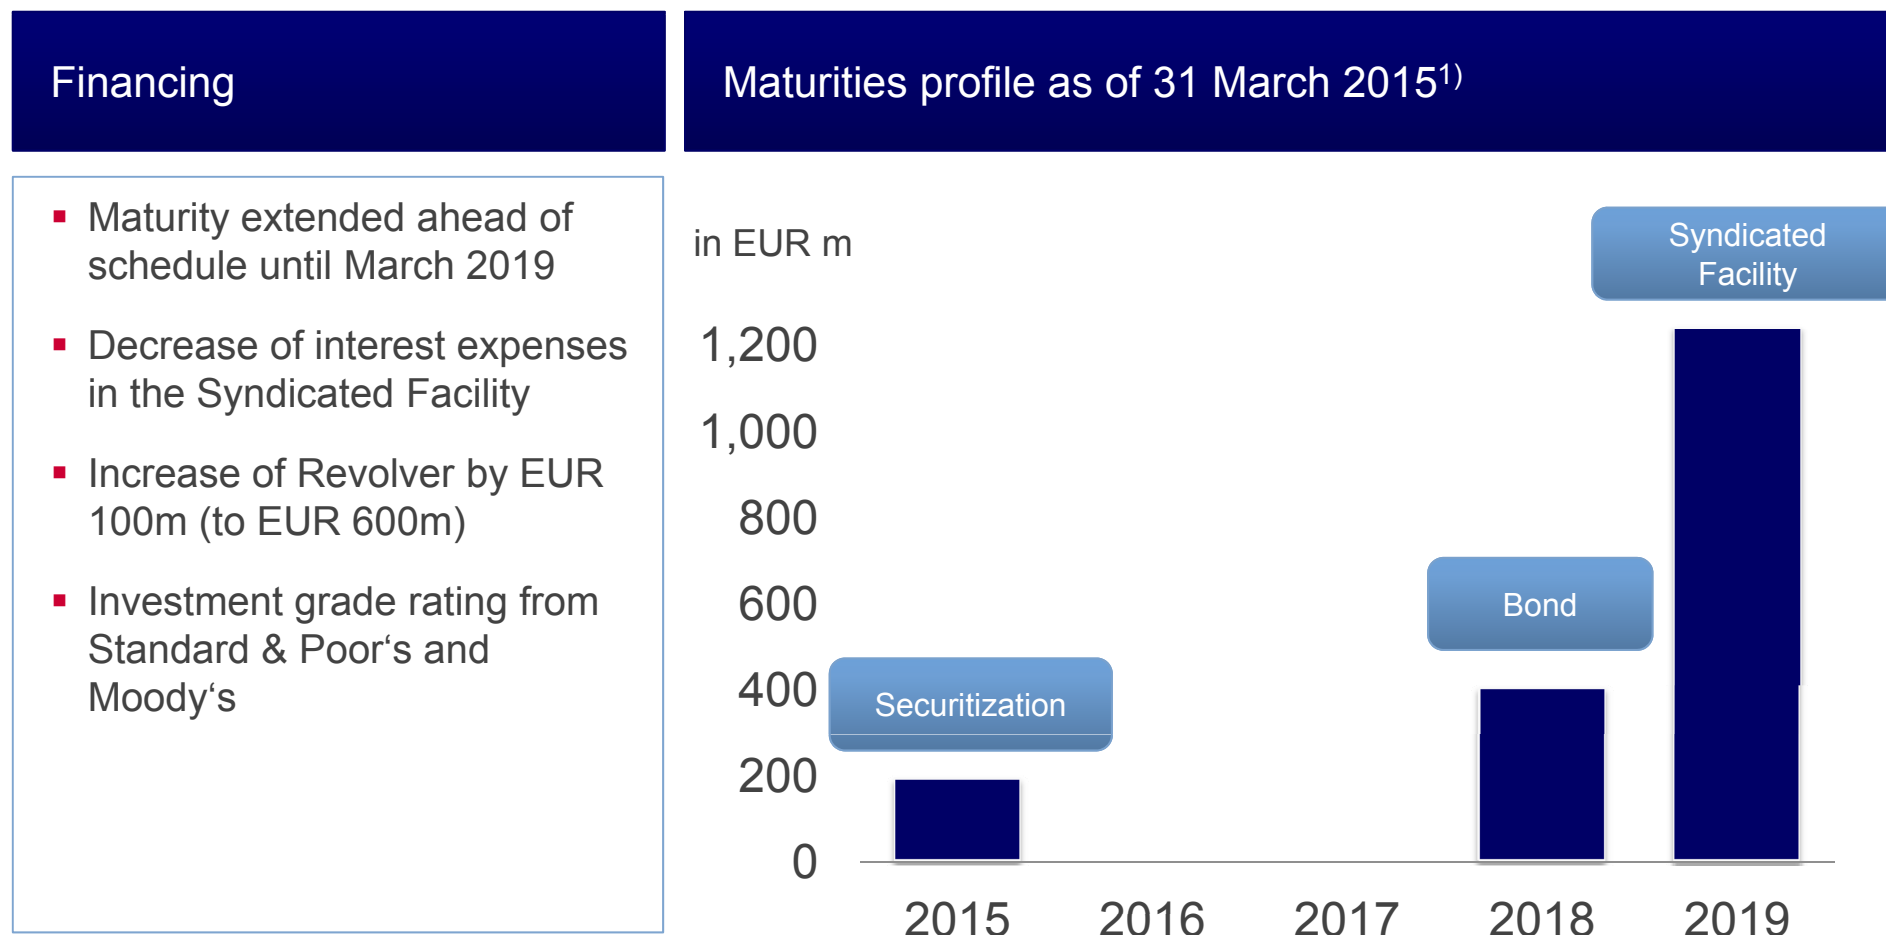 Financing
Maturities profile as of 31 March 2015¹⁾
▪ Maturity extended ahead of
schedule until March 2019
▪ Decrease of interest expenses
in the Syndicated Facility
▪ Increase of Revolver by EUR
100m (to EUR 600m)
▪ Investment grade rating from
Standard & Poor‘s and
Moody‘s
in EUR m
Syndicated
Facility
1,200
1,000
800
600
Bond
400
Securitization
200
0
2015 2016 2017 2018 2019